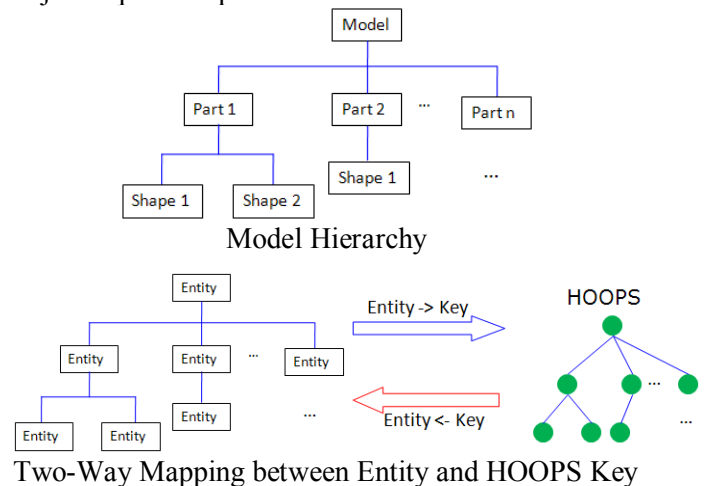 Model
Part 1
Part 2
...
Part n
Shape 1
Shape 2
Shape 1
...
Model Hierarchy
Entity
Entity -> Key
HOOPS
Entity
Entity
...
Entity
...
Entity
Entity
Entity
...
Entity <- Key
...
Two-Way Mapping between Entity and HOOPS Key